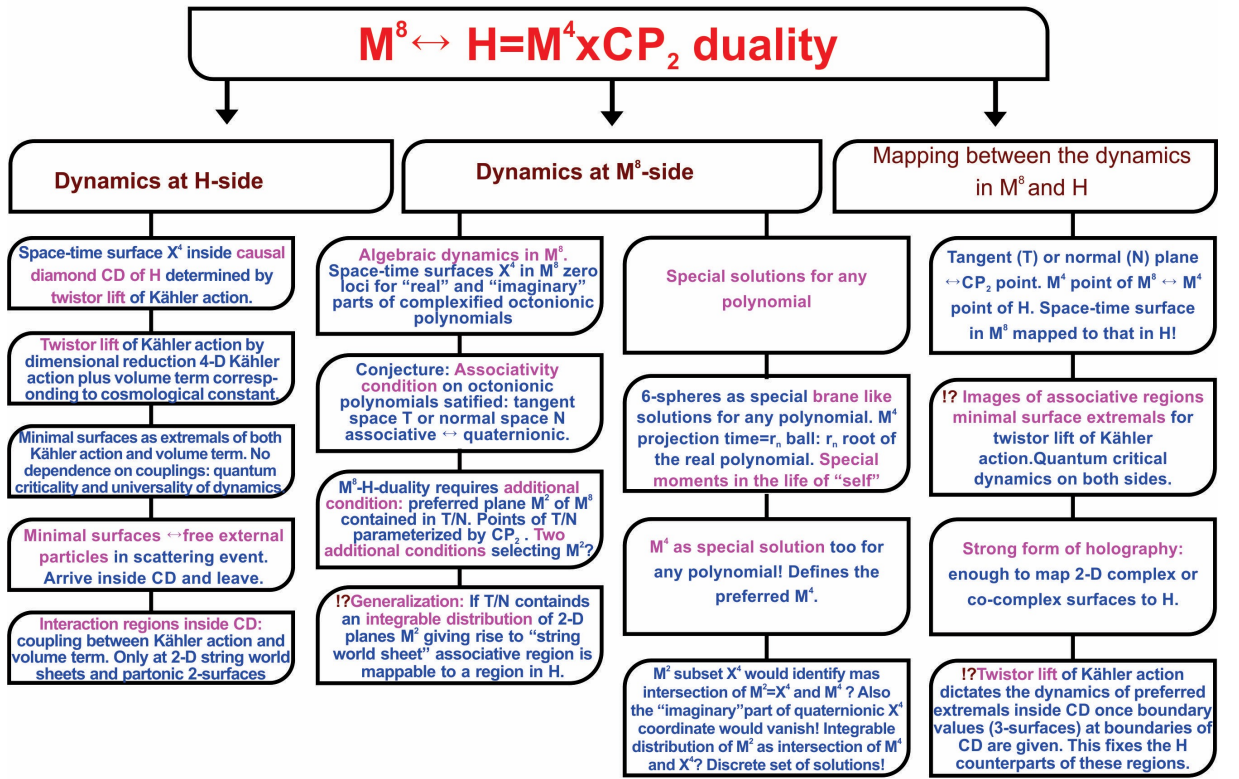 M⁸↔ H=M⁴xCP₂ duality
Dynamics at H-side
Space-time surface X⁴ inside causal
diamond CD of H determined by
twistor lift of Kähler action.
Twistor lift of Kähler action by
dimensional reduction 4-D Kähler
action plus volume term corresp-
onding to cosmological constant.
Minimal surfaces as extremals of both
Kähler action and volume term. No
dependence on couplings: quantum
criticality and universality of dynamics
Minimal surfaces ↔free external
particles in scattering event.
Arrive inside CD and leave.
Interaction regions inside CD:
coupling between Kähler action and
volume term. Only at 2-D string world
sheets and partonic 2-surfaces
Dynamics at M⁸-side
Algebraic dynamics in M⁸.
Space-time surfaces X⁴ in M⁸ zero
loci for “real” and “imaginary”
parts of complexified octonionic
polynomials
Conjecture: Associativity
condition on octonionic
polynomials satified: tangent
space T or normal space N
associative ↔ quaternionic.
M⁸-H-duality requires additional
condition: preferred plane M² of M⁸
contained in T/N. Points of T/N
parameterized by CP₂ . Two
additional conditions selecting M²?
!?Generalization: If T/N containds
an integrable distribution of 2-D
planes M² giving rise to “string
world sheet” associative region is
mappable to a region in H.
Special solutions for any
polynomial
6-spheres as special brane like
solutions for any polynomial. M⁴
projection time=rₙ ball: rₙ root of
the real polynomial. Special
moments in the life of “self”
M⁴ as special solution too for
any polynomial! Defines the
preferred M⁴.
M² subset X⁴ would identify mas
intersection of M²=X⁴ and M⁴ ? Also
the “imaginary”part of quaternionic X⁴
coordinate would vanish! Integrable
distribution of M² as intersection of M⁴
and X⁴? Discrete set of solutions!
Mapping between the dynamics
in M⁸ and H
Tangent (T) or normal (N) plane
↔CP₂ point. M⁴ point of M⁸ ↔ M⁴
point of H. Space-time surface
in M⁸ mapped to that in H!
!? Images of associative regions
minimal surface extremals for
twistor lift of Kähler
action.Quantum critical
dynamics on both sides.
Strong form of holography:
enough to map 2-D complex or
co-complex surfaces to H.
!?Twistor lift of Kähler action
dictates the dynamics of preferred
extremals inside CD once boundary
values (3-surfaces) at boundaries of
CD are given. This fixes the H
counterparts of these regions.